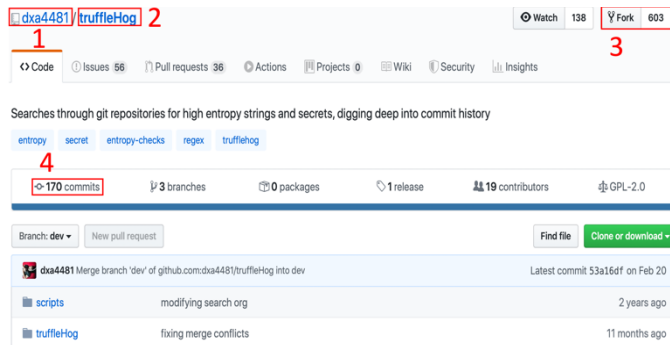 dxa4481 / truffleHog 2
1
Watch 138 Fork 603
3
Code Issues 56 Pull requests 36 Actions Projects 0 Wiki Security Insights
Searches through git repositories for high entropy strings and secrets, digging deep into commit history
entropy secret entropy-checks regex trufflehog
4
170 commits 3 branches 0 packages 1 release 19 contributors GPL-2.0
Branch: dev New pull request Find file Clone or download
dxa4481 Merge branch 'dev' of github.com:dxa4481/truffleHog into dev Latest commit 53a16df on Feb 20
scripts modifying search org 2 years ago
truffleHog fixing merge conflicts 11 months ago